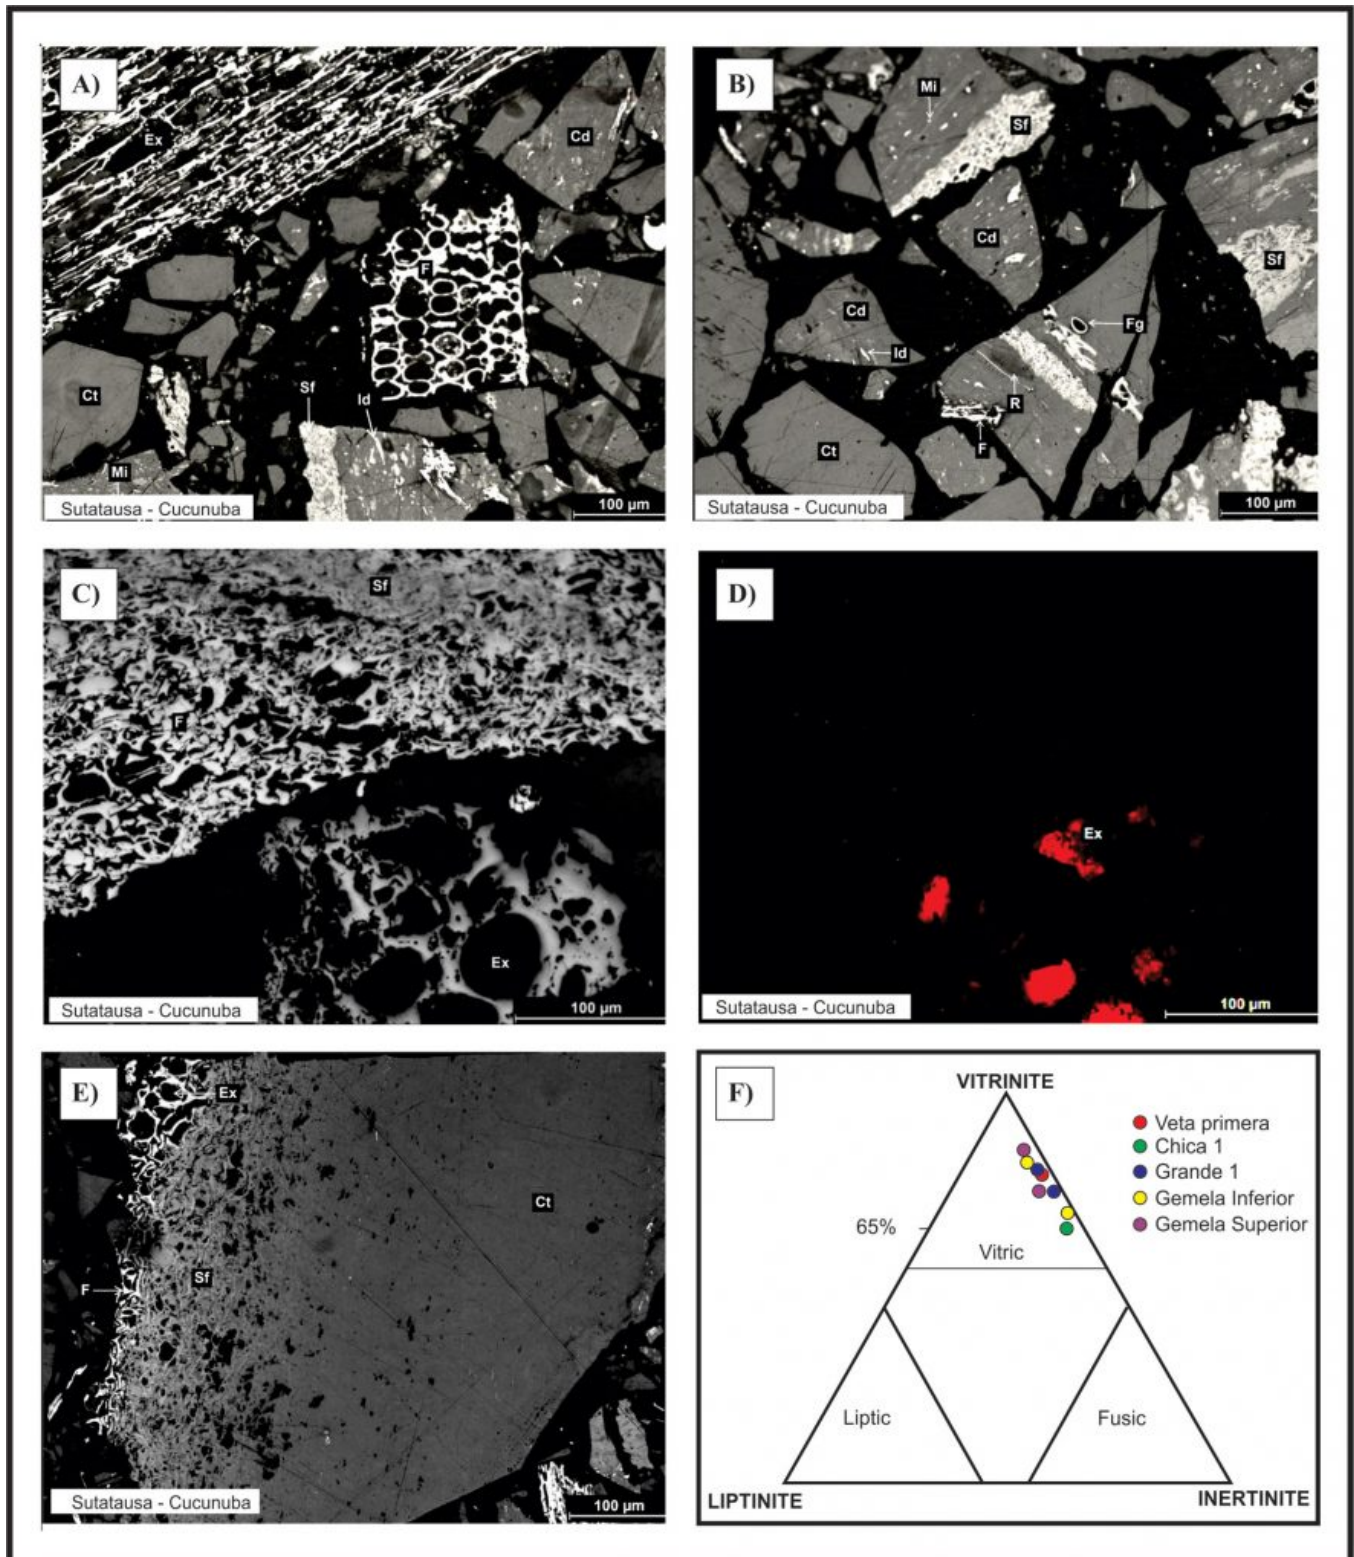 A)
Ex
Cd
F
Ct
Sf
Id
Mi
100 µm
Sutatausa - Cucunuba
B)
Mi
Sf
Cd
Sf
Cd
Id
Fg
R
F
Ct
100 µm
Sutatausa - Cucunuba
C)
Sf
F
Ex
100 µm
Sutatausa - Cucunuba
D)
Ex
100 µm
Sutatausa - Cucunuba
E)
Ex
Ct
Sf
F
100 µm
Sutatausa - Cucunuba
F)
VITRINITE
Veta primera
Chica 1
Grande 1
Gemela Inferior
Gemela Superior
65%
Vitric
Liptic
Fusic
LIPTINITE
INERTINITE